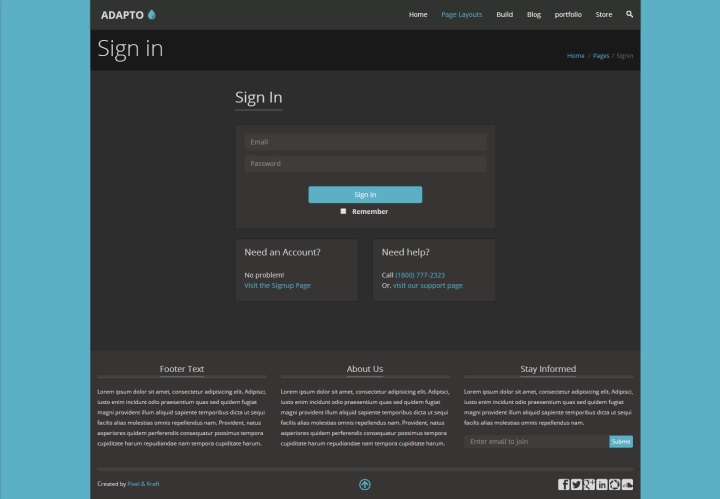 ADAPTO
Home Page Layouts Build Blog portfolio Store
Sign in
Home / Pages / Signin
Sign In
Email
Password
Sign in
Remember
Need an Account?
No problem!
Visit the Signup Page
Need help?
Call (1800) 777-2323
Or, visit our support page
Footer Text
Lorem ipsum dolor sit amet, consectetur adipisicing elit. Adipisci,
iusto enim incidunt odio praesentium quas sed quidem fugiat
magni provident illum aliquid sapiente temporibus dicta ut sequi
facilis alias molestias omnis repellendus nam. Provident, natus
asperiores quidem perferendis consequatur possimus tempora
cupiditate harum repudiandae nam tempora cupiditate harum.
About Us
Lorem ipsum dolor sit amet, consectetur adipisicing elit. Adipisci,
iusto enim incidunt odio praesentium quas sed quidem fugiat
magni provident illum aliquid sapiente temporibus dicta ut sequi
facilis alias molestias omnis repellendus nam. Provident, natus
asperiores quidem perferendis consequatur possimus tempora
cupiditate harum repudiandae nam tempora cupiditate harum.
Stay Informed
Lorem ipsum dolor sit amet, consectetur adipisicing elit. Adipisci,
iusto enim incidunt odio praesentium quas sed quidem fugiat
magni provident illum aliquid sapiente temporibus dicta ut sequi
facilis alias molestias omnis repellendus nam.
Enter email to join Submit
Created by Pixel & Kraft